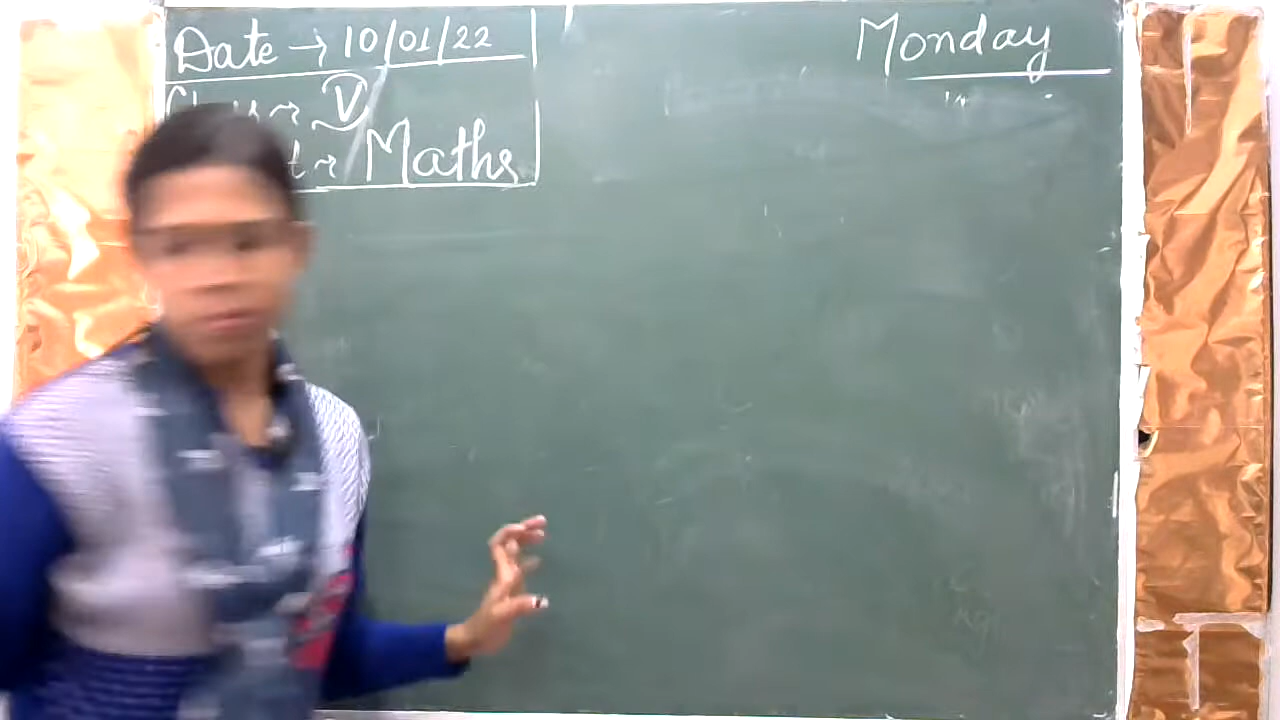 Date → 10/01/22
Monday
V
Maths